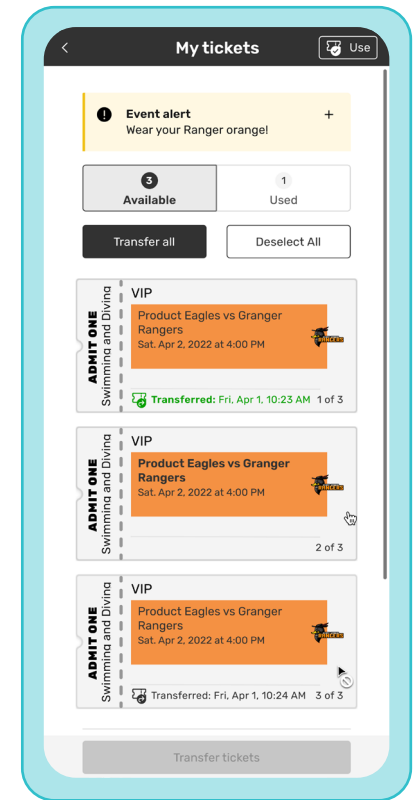 My tickets
Use
Event alert
+
Wear your Ranger orange!
3
Available
1
Used
Transfer all
Deselect All
ADMIT ONE
Swimming and Diving
VIP
Product Eagles vs Granger
Rangers
Sat. Apr 2, 2022 at 4:00 PM
RANGERS
Transferred: Fri, Apr 1, 10:23 AM 1 of 3
ADMIT ONE
Swimming and Diving
VIP
Product Eagles vs Granger
Rangers
Sat. Apr 2, 2022 at 4:00 PM
RANGERS
2 of 3
ADMIT ONE
Swimming and Diving
VIP
Product Eagles vs Granger
Rangers
Sat. Apr 2, 2022 at 4:00 PM
RANGERS
Transferred: Fri, Apr 1, 10:24 AM 3 of 3
Transfer tickets